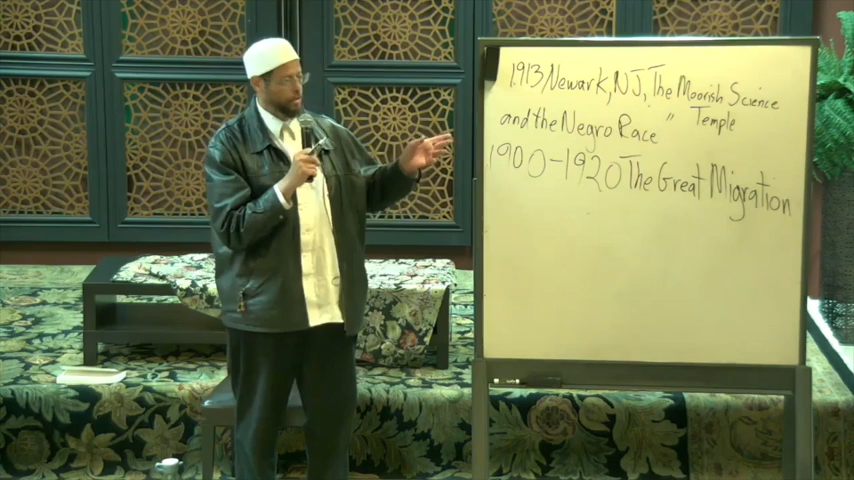 1913/Newark, NJ, The Moorish Science
and the Negro Race " Temple
1900-1920 The Great Migration